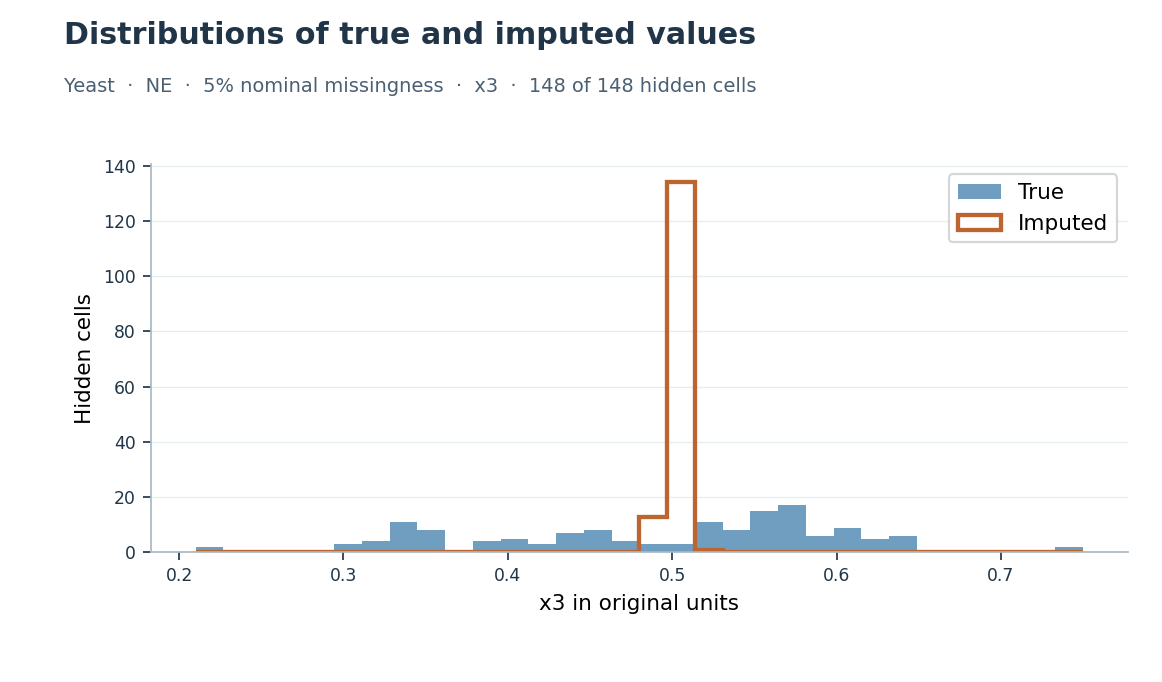 Distributions of true and imputed values
Yeast · NE · 5% nominal missingness · x3 · 148 of 148 hidden cells
140
120
100
80
60
40
20
0
Hidden cells
True
Imputed
0.2 0.3 0.4 0.5 0.6 0.7
x3 in original units